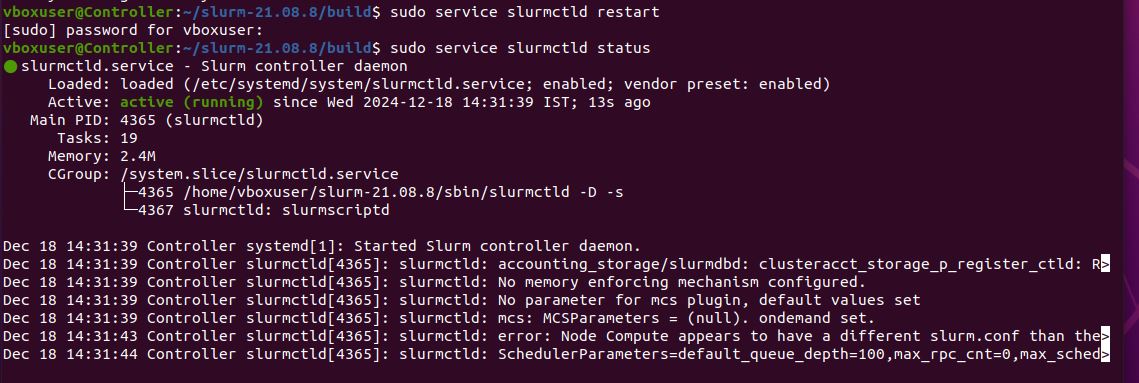 vboxuser@Controller:~/slurm-21.08.8/build$ sudo service slurmctld restart
[sudo] password for vboxuser:
vboxuser@Controller:~/slurm-21.08.8/build$ sudo service slurmctld status
● slurmctld.service - Slurm controller daemon
     Loaded: loaded (/etc/systemd/system/slurmctld.service; enabled; vendor preset: enabled)
     Active: active (running) since Wed 2024-12-18 14:31:39 IST; 13s ago
   Main PID: 4365 (slurmctld)
      Tasks: 19
     Memory: 2.4M
     CGroup: /system.slice/slurmctld.service
             ├─4365 /home/vboxuser/slurm-21.08.8/sbin/slurmctld -D -s
             └─4367 slurmctld: slurmscriptd

Dec 18 14:31:39 Controller systemd[1]: Started Slurm controller daemon.
Dec 18 14:31:39 Controller slurmctld[4365]: slurmctld: accounting_storage/slurmdbd: clusteracct_storage_p_register_ctld: R>
Dec 18 14:31:39 Controller slurmctld[4365]: slurmctld: No memory enforcing mechanism configured.
Dec 18 14:31:39 Controller slurmctld[4365]: slurmctld: No parameter for mcs plugin, default values set
Dec 18 14:31:39 Controller slurmctld[4365]: slurmctld: mcs: MCSParameters = (null). ondemand set.
Dec 18 14:31:43 Controller slurmctld[4365]: slurmctld: error: Node Compute appears to have a different slurm.conf than the>
Dec 18 14:31:44 Controller slurmctld[4365]: slurmctld: SchedulerParameters=default_queue_depth=100,max_rpc_cnt=0,max_sched>